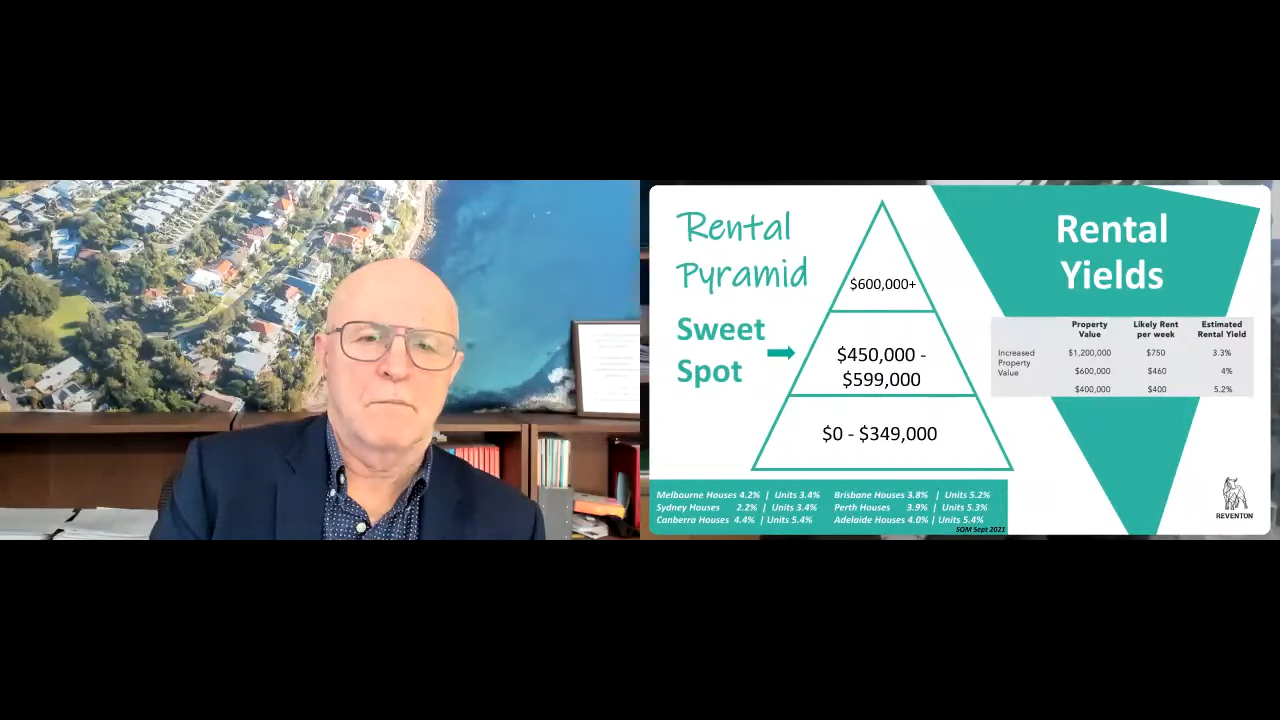 Rental
Pyramid
Sweet
Spot
$600,000+
$450,000 -
$599,000
$0 - $349,000
Rental
Yields
Property Value | Likely Rent per week | Estimated Rental Yield
Increased Property Value
$1,200,000 $750 3.3%
$600,000 $460 4%
$400,000 $400 5.2%
Melbourne Houses 4.2% | Units 3.4% Brisbane Houses 3.8% | Units 5.2%
Sydney Houses 2.2% | Units 3.4% Perth Houses 3.9% | Units 5.3%
Canberra Houses 4.4% | Units 5.4% Adelaide Houses 4.0% | Units 5.4%
SQM Sept 2021
REVENTON